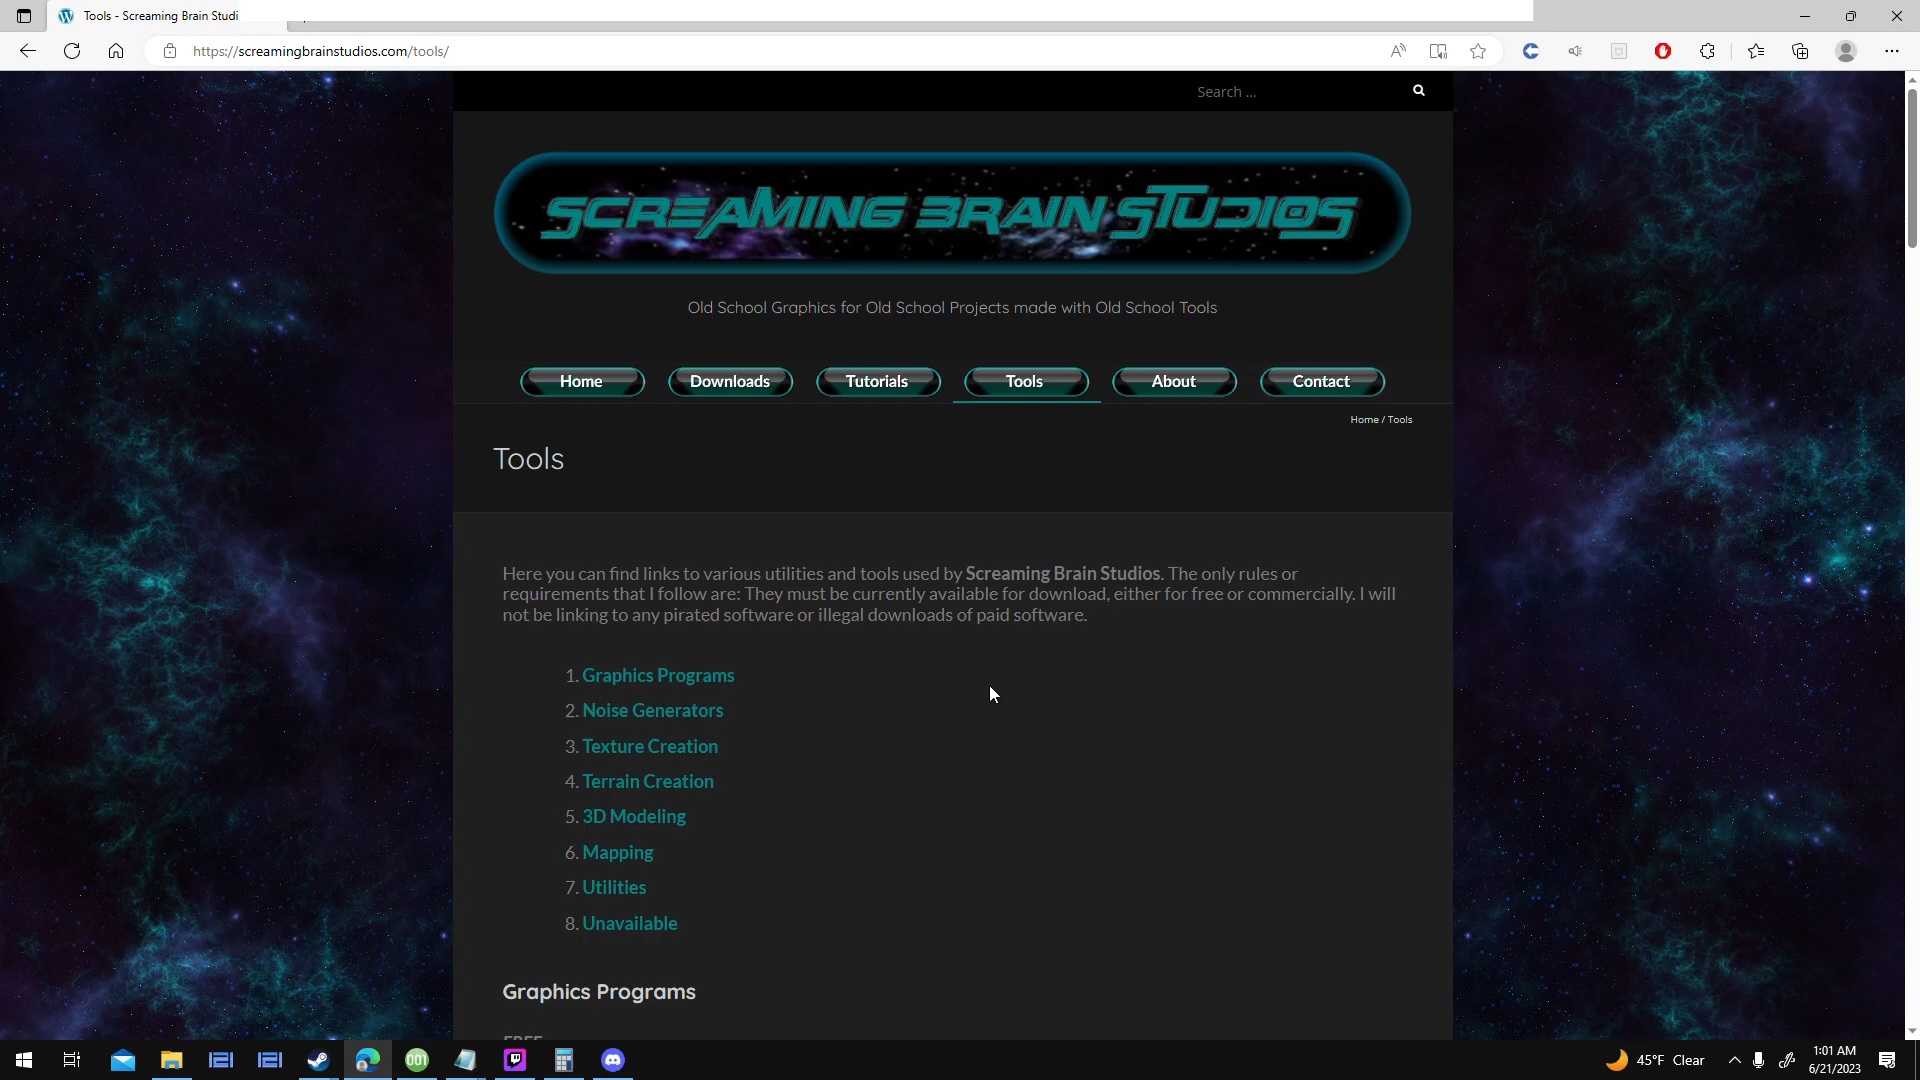 Tools - Screaming Brain Studi
https://screamingbrainstudios.com/tools/
Search ...
SCREAMING BRAIN STUDIOS
Old School Graphics for Old School Projects made with Old School Tools
Home Downloads Tutorials Tools About Contact
Home / Tools
Tools
Here you can find links to various utilities and tools used by Screaming Brain Studios. The only rules or
requirements that I follow are: They must be currently available for download, either for free or commercially. I will
not be linking to any pirated software or illegal downloads of paid software.
1. Graphics Programs
2. Noise Generators
3. Texture Creation
4. Terrain Creation
5. 3D Modeling
6. Mapping
7. Utilities
8. Unavailable
Graphics Programs
FREE
45°F Clear
1:01 AM
6/21/2023